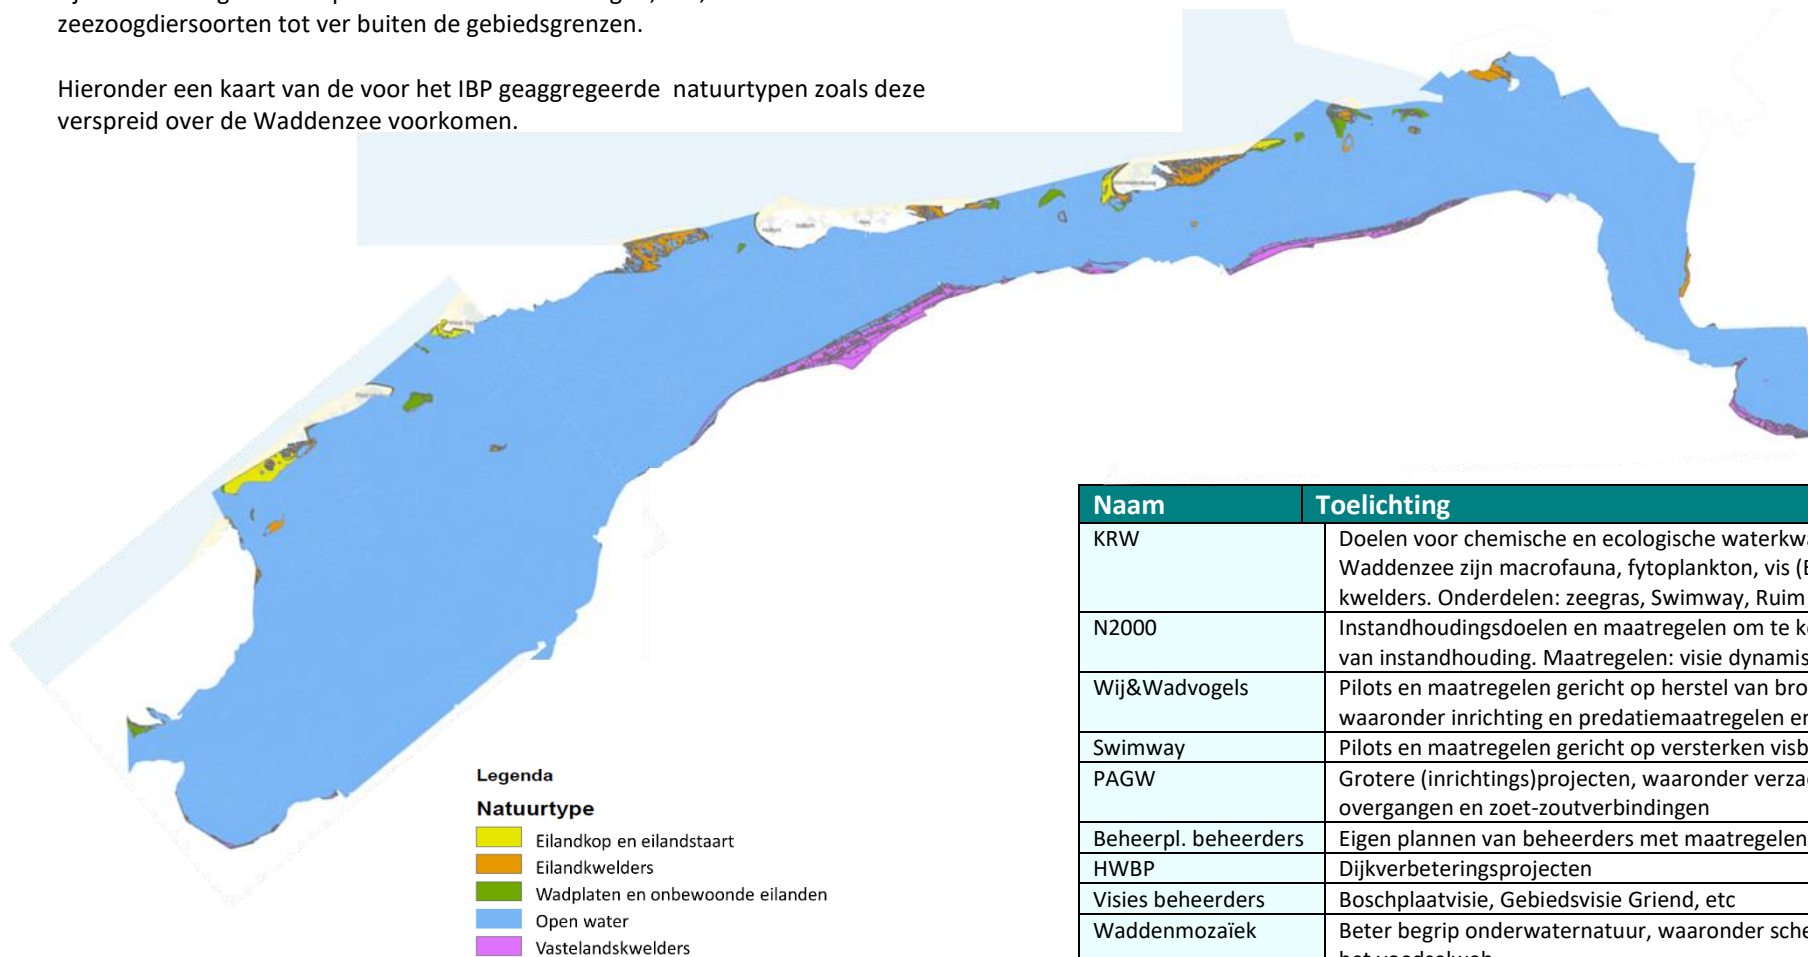 zeezoogdiersoorten tot ver buiten de gebiedsgrenzen.
Hieronder een kaart van de voor het IBP geaggregeerde natuurtypen zoals deze
verspreid over de Waddenzee voorkomen.
Legenda
Natuurtype
Eilandkop en eilandstaart
Eilandkwelders
Wadplaten en onbewoonde eilanden
Open water
Vastelandskwelders
Naam Toelichting
KRW Doelen voor chemische en ecologische waterkwa
Waddenzee zijn macrofauna, fytoplankton, vis (E
kwelders. Onderdelen: zeegras, Swimway, Ruim
N2000 Instandhoudingsdoelen en maatregelen om te k
van instandhouding. Maatregelen: visie dynamis
Wij&Wadvogels Pilots en maatregelen gericht op herstel van bro
waaronder inrichting en predatiemaatregelen er
Swimway Pilots en maatregelen gericht op versterken visb
PAGW Grotere (inrichtings)projecten, waaronder verza
overgangen en zoet-zoutverbindingen
Beheerpl. beheerders Eigen plannen van beheerders met maatregelen
HWBP Dijkverbeteringsprojecten
Visies beheerders Boschplaatvisie, Gebiedsvisie Griend, etc
Waddenmozaïek Beter begrip onderwaternatuur, waaronder sche
het voedselweb